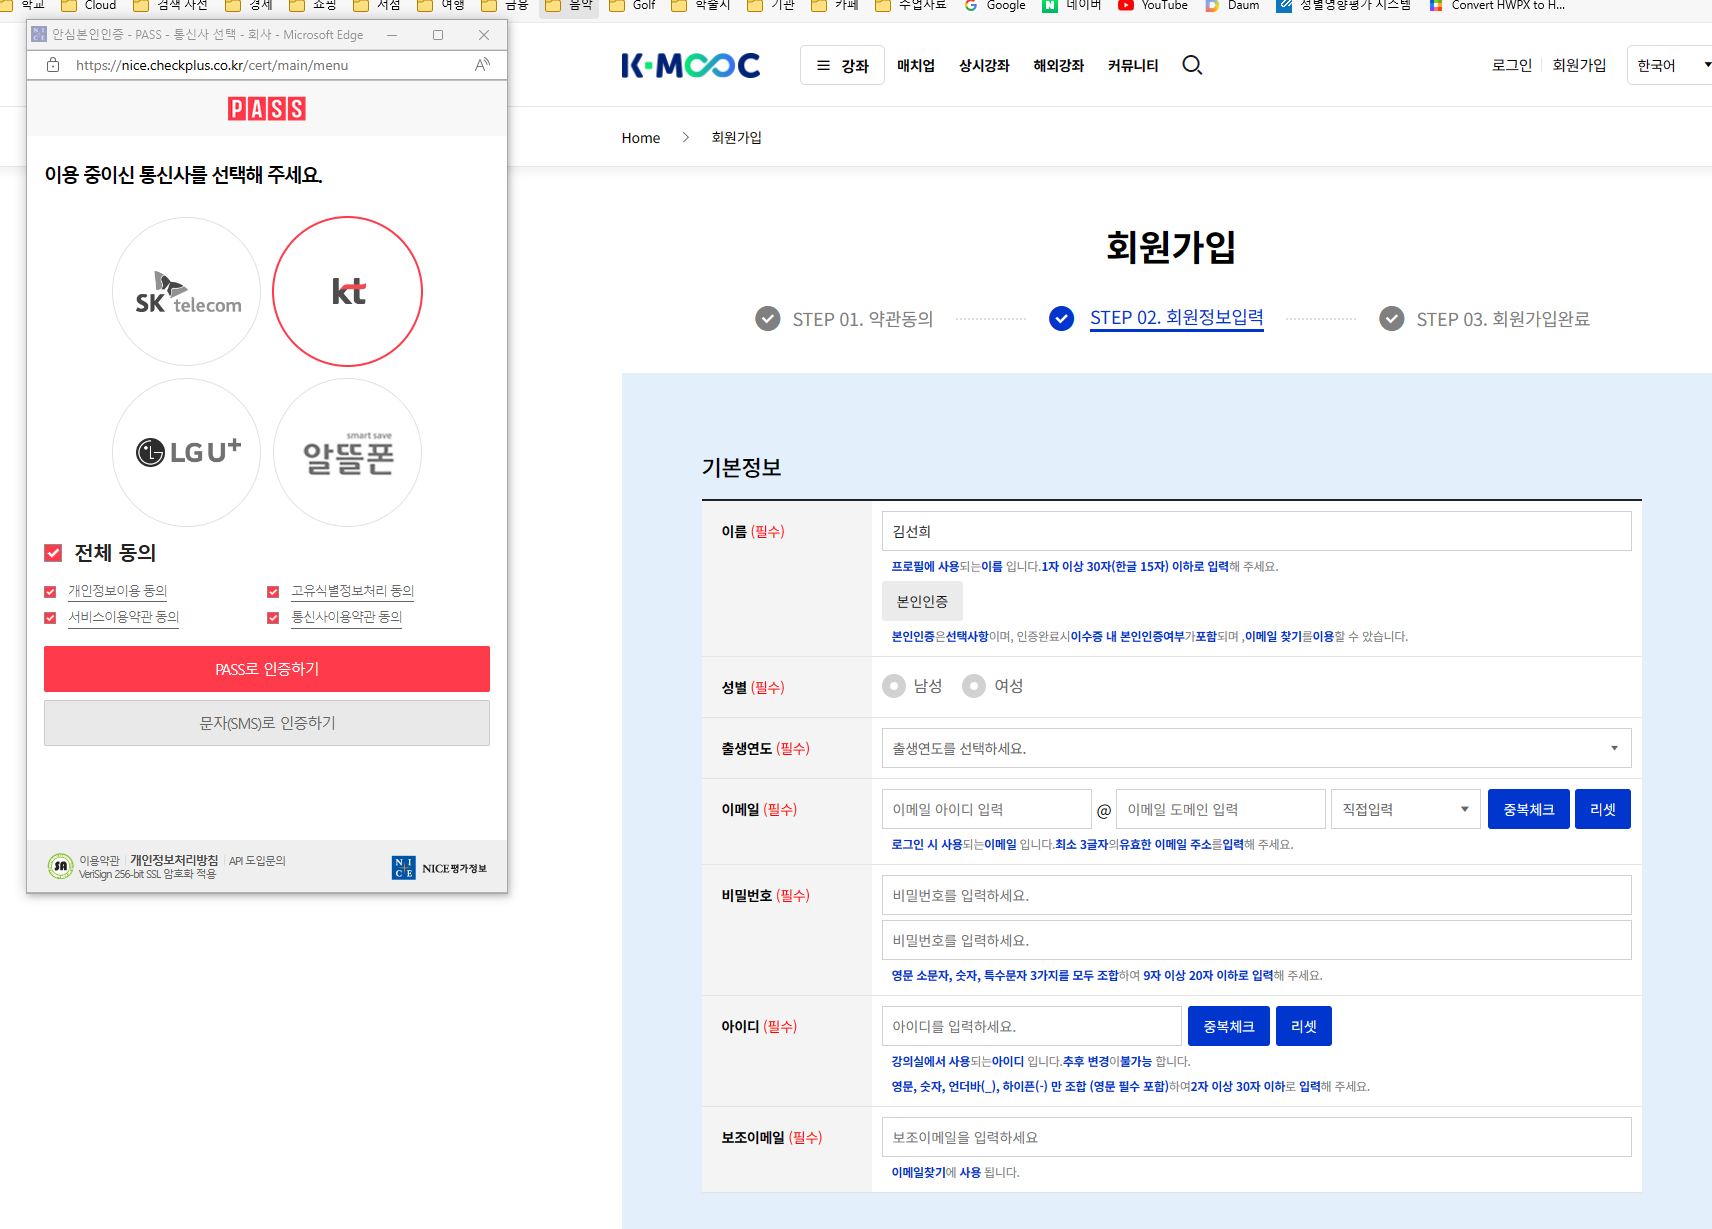 학교 Cloud 검색 사전 경제 쇼핑 서점 여행 금융 음악 Golf 학술시 기관 카페 수업자료 Google 네이버 YouTube Daum 성별영향평가 시스템 Convert HWPX to H...
안심본인인증 - PASS - 통신사 선택 - 회사 - Microsoft Edge
https://nice.checkplus.co.kr/cert/main/menu
PASS
이용 중이신 통신사를 선택해 주세요.
SK telecom
kt
LG U+
smart save
알뜰폰
전체 동의
개인정보이용 동의
고유식별정보처리 동의
서비스이용약관 동의
통신사이용약관 동의
PASS로 인증하기
문자(SMS)로 인증하기
이용약관 개인정보처리방침 API 도입문의
VeriSign 256-bit SSL 암호화 적용
NICE평가정보
K-MOOC
강좌 매치업 상시강좌 해외강좌 커뮤니티
로그인 회원가입 한국어
Home > 회원가입
회원가입
STEP 01. 약관동의
STEP 02. 회원정보입력
STEP 03. 회원가입완료
기본정보
이름 (필수)
김선희
프로필에 사용되는이름 입니다.1자 이상 30자(한글 15자) 이하로 입력해 주세요.
본인인증
본인인증은선택사항이며, 인증완료시이수증 내 본인인증여부가포함되며 ,이메일 찾기를이용할 수 았습니다.
성별 (필수)
남성 여성
출생연도 (필수)
출생연도를 선택하세요.
이메일 (필수)
이메일 아이디 입력 @ 이메일 도메인 입력 직접입력 중복체크 리셋
로그인 시 사용되는이메일 입니다.최소 3글자의유효한 이메일 주소를입력해 주세요.
비밀번호 (필수)
비밀번호를 입력하세요.
비밀번호를 입력하세요.
영문 소문자, 숫자, 특수문자 3가지를 모두 조합하여 9자 이상 20자 이하로 입력해 주세요.
아이디 (필수)
아이디를 입력하세요. 중복체크 리셋
강의실에서 사용되는아이디 입니다.추후 변경이불가능 합니다.
영문, 숫자, 언더바(_), 하이픈(-) 만 조합 (영문 필수 포함)하여2자 이상 30자 이하로 입력해 주세요.
보조이메일 (필수)
보조이메일을 입력하세요
이메일찾기에 사용 됩니다.